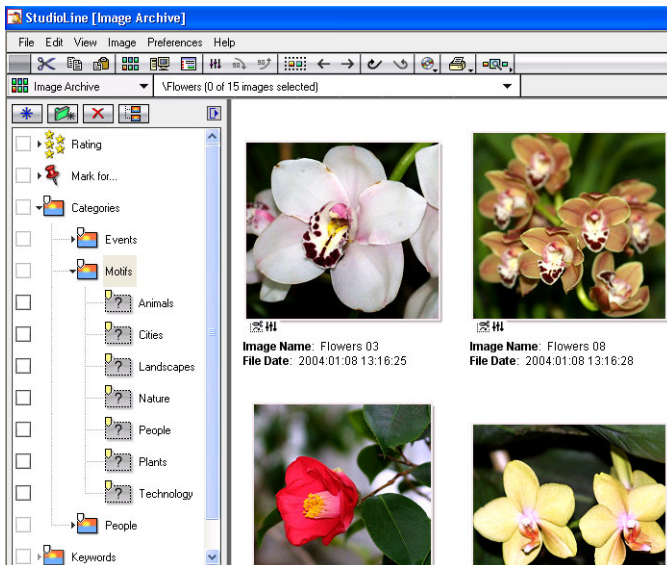 StudioLine [Image Archive]
File Edit View Image Preferences Help
90 90
Image Archive \Flowers (0 of 15 images selected)
Rating
Mark for...
Categories
Events
Motifs
? Animals
? Cities
? Landscapes
? Nature
? People
? Plants
? Technology
People
Keywords
Image Name: Flowers 03
File Date: 2004:01:08 13:16:25
Image Name: Flowers 08
File Date: 2004:01:08 13:16:28